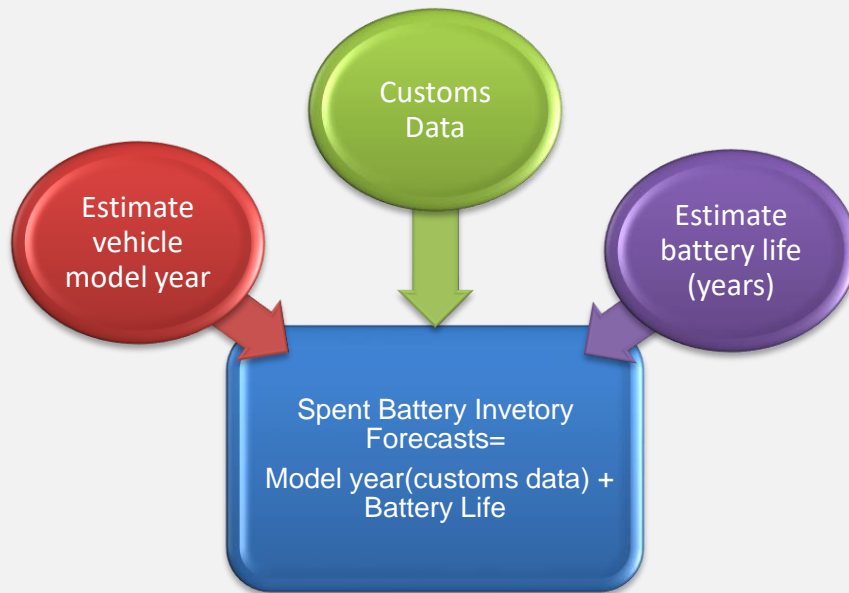 Customs
Data
Estimate
vehicle
model year
Estimate
battery life
(years)
Spent Battery Invetory
Forecasts=
Model year(customs data) +
Battery Life